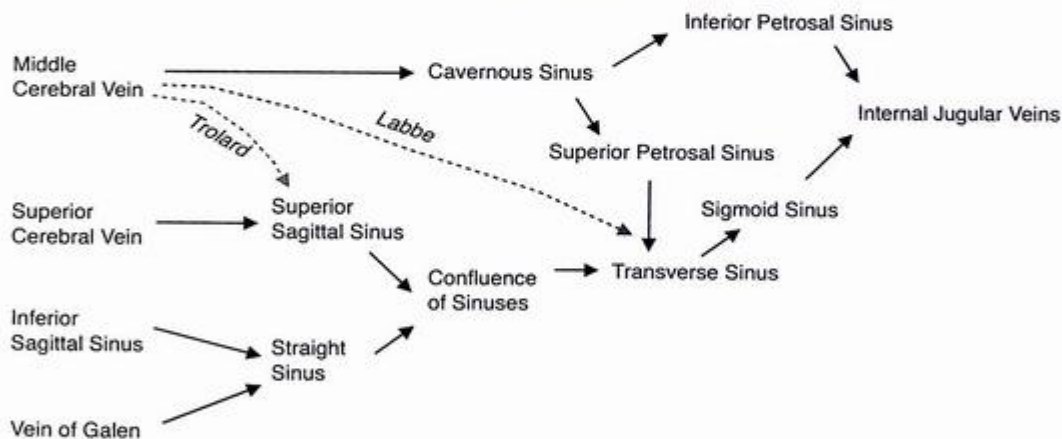 Inferior Petrosal Sinus
Middle
Cerebral Vein
Cavernous Sinus
Internal Jugular Veins
Trolard
Labbe
Superior Petrosal Sinus
Superior
Cerebral Vein
Superior
Sagittal Sinus
Sigmoid Sinus
Confluence
of Sinuses
Transverse Sinus
Inferior
Sagittal Sinus
Straight
Sinus
Vein of Galen